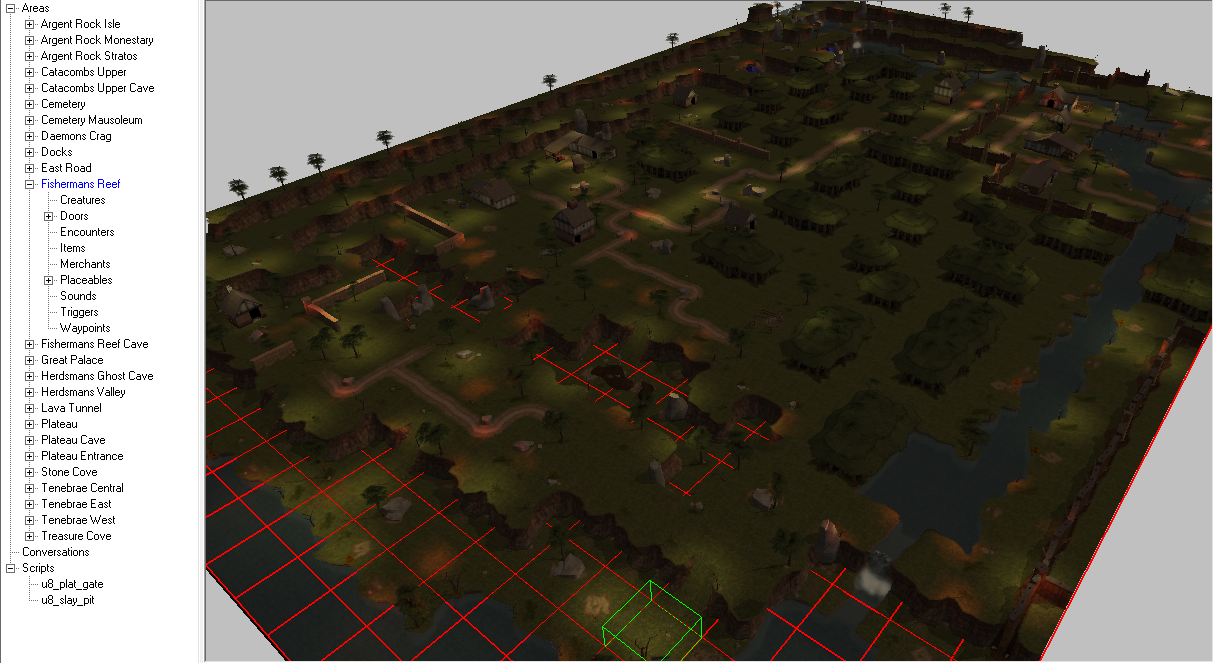 Areas
Argent Rock Isle
Argent Rock Monestary
Argent Rock Stratos
Catacombs Upper
Catacombs Upper Cave
Cemetery
Cemetery Mausoleum
Daemons Crag
Docks
East Road
Fishermans Reef
Creatures
Doors
Encounters
Items
Merchants
Placeables
Sounds
Triggers
Waypoints
Fishermans Reef Cave
Great Palace
Herdsmans Ghost Cave
Herdsmans Valley
Lava Tunnel
Plateau
Plateau Cave
Plateau Entrance
Stone Cove
Tenebrae Central
Tenebrae East
Tenebrae West
Treasure Cove
Conversations
Scripts
u8_plat_gate
u8_slay_pit